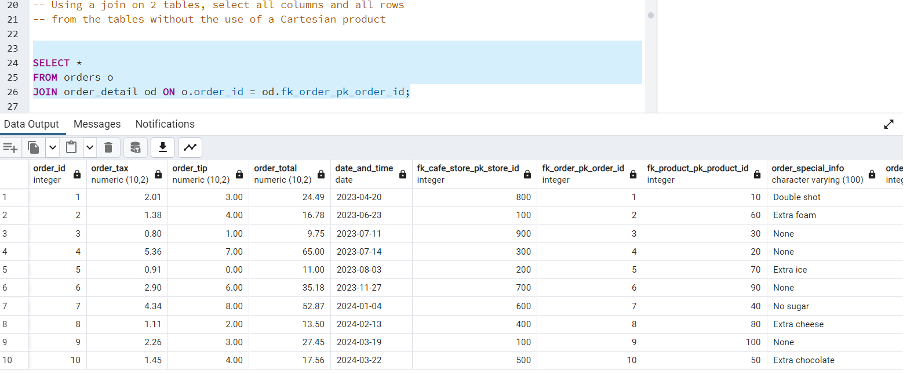 20 -- Using a join on 2 tables, select all columns and all rows
21 -- from the tables without the use of a Cartesian product
22
23
24 SELECT *
25 FROM orders o
26 JOIN order_detail od ON o.order_id = od.fk_order_pk_order_id;
27
Data Output Messages Notifications
order_id order_tax order_tip order_total date_and_time fk_cafe_store_pk_store_id fk_order_pk_order_id fk_product_pk_product_id order_special_info order
integer numeric (10,2) numeric (10,2) numeric (10,2) date integer integer integer character varying (100) integ
1 1 2.01 3.00 24.49 2023-04-20 800 1 10 Double shot
2 2 1.38 4.00 16.78 2023-06-23 100 2 60 Extra foam
3 3 0.80 1.00 9.75 2023-07-11 900 3 30 None
4 4 5.36 7.00 65.00 2023-07-14 300 4 20 None
5 5 0.91 0.00 11.00 2023-08-03 200 5 70 Extra ice
6 6 2.90 6.00 35.18 2023-11-27 700 6 90 None
7 7 4.34 8.00 52.87 2024-01-04 600 7 40 No sugar
8 8 1.11 2.00 13.50 2024-02-13 400 8 80 Extra cheese
9 9 2.26 3.00 27.45 2024-03-19 100 9 100 None
10 10 1.45 4.00 17.56 2024-03-22 500 10 50 Extra chocolate